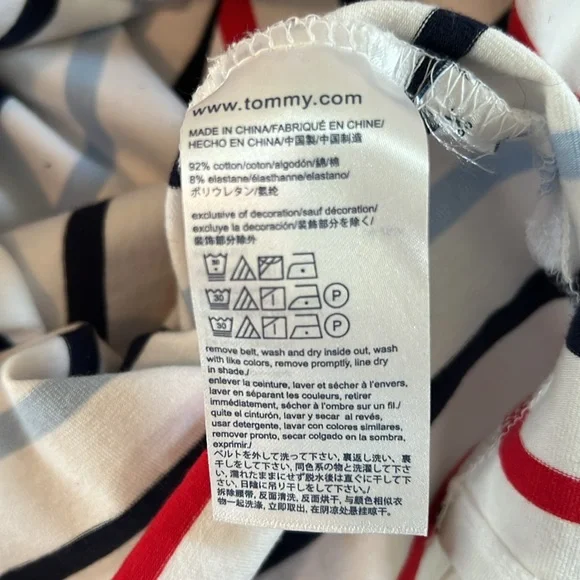 www.tommy.com
MADE IN CHINA/FABRIQUÉ EN CHINE/
HECHO EN CHINA/中国製/中国制造
92% cotton/coton/algodón/綿/棉
8% elastane/élasthanne/elastano/
ポリウレタン/氨纶
exclusive of decoration/sauf décoration/
excluye la decoración/装飾部分を除く/
装饰部分除外
30 P
30 P
remove belt, wash and dry inside out, wash
with like colors, remove promptly, line dry
in shade./
enlever la ceinture, laver et sécher à l'envers,
laver en séparant les couleurs, retirer
immédiatement, sécher à l'ombre sur un fil./
quite el cinturón, lavar y secar al revés,
usar detergente, lavar con colores similares,
remover pronto, secar colgado en la sombra,
exprimir./
ベルトを外して洗って下さい, 裏返し洗い, 裏
干しをして下さい, 同色系の物と洗濯して下さ
い, 濡れたままにせず脱水後は直ぐに干して下
さい, 日陰に吊り干しをして下さい./
拆除腰带, 反面清洗, 反面烘干, 与颜色相似衣
物一起洗涤, 立即取出, 在阴凉处悬挂晾干.